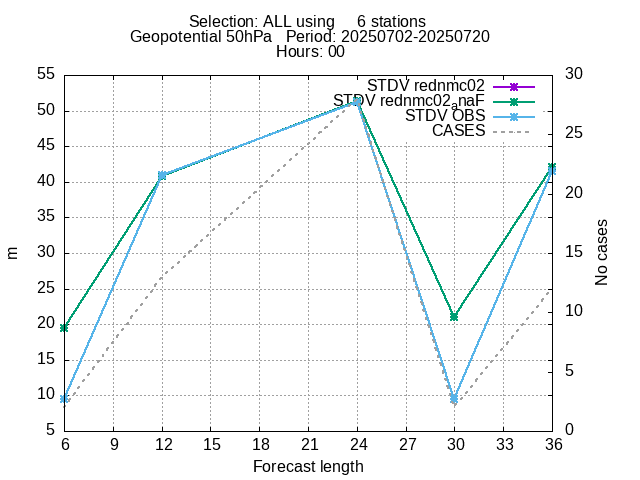 Selection: ALL using 6 stations
Geopotential 50hPa Period: 20250702-20250720
Hours: 00
STDV rednmc02
STDV rednmc02anaF
STDV OBS
CASES
55
50
45
40
35
30
25
20
15
10
5
m
30
25
20
15
10
5
0
No cases
6 9 12 15 18 21 24 27 30 33 36
Forecast length